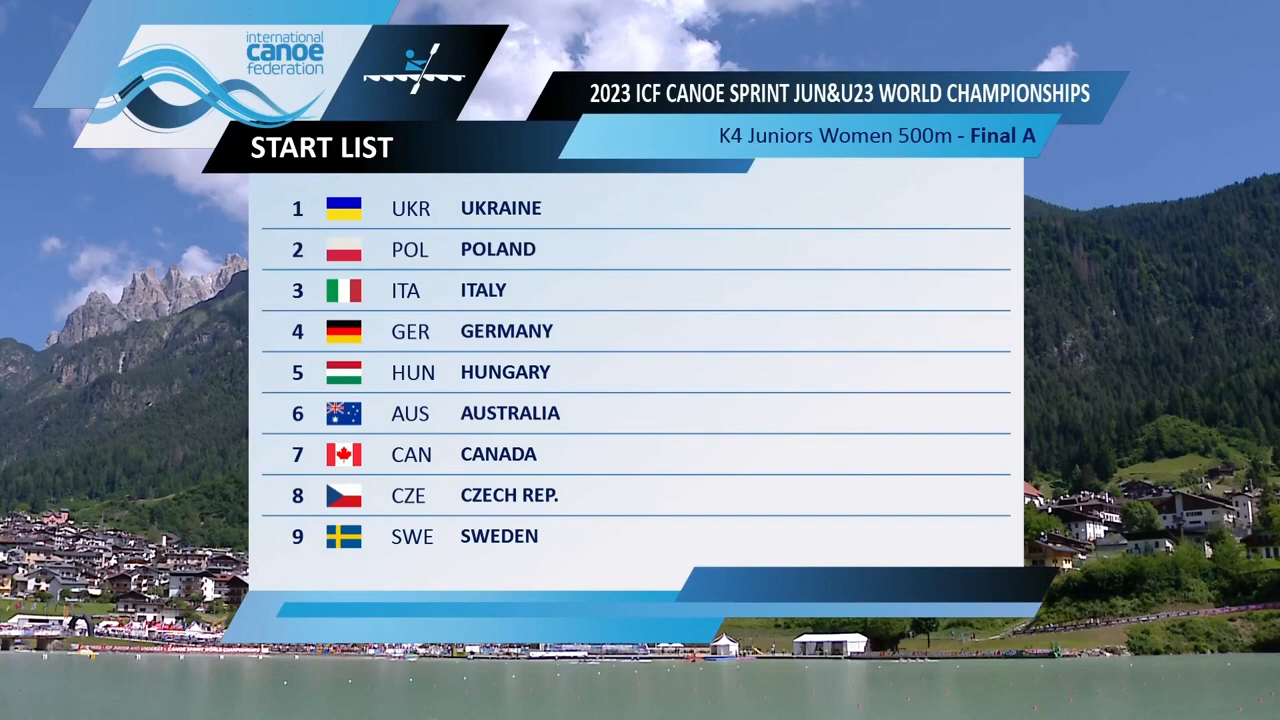 international
canoe
federation
2023 ICF CANOE SPRINT JUN&U23 WORLD CHAMPIONSHIPS
K4 Juniors Women 500m - Final A
START LIST
1 UKR UKRAINE
2 POL POLAND
3 ITA ITALY
4 GER GERMANY
5 HUN HUNGARY
6 AUS AUSTRALIA
7 CAN CANADA
8 CZE CZECH REP.
9 SWE SWEDEN